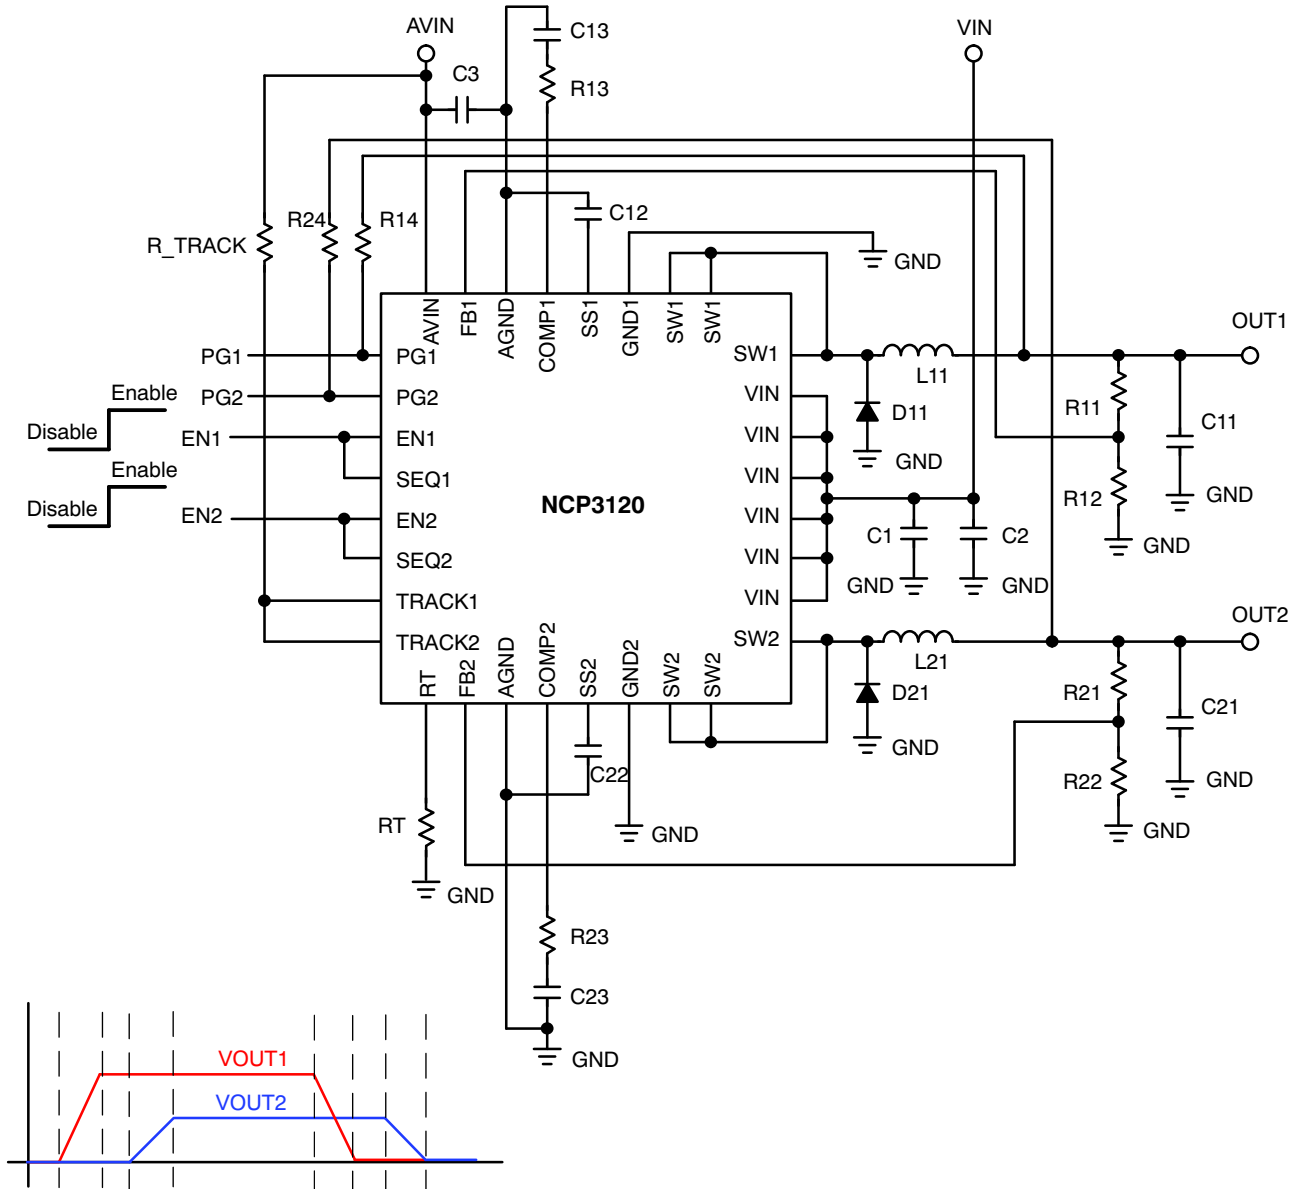 AVIN
C13
VIN
C3
R13
R24
R14
C12
R_TRACK
GND
AVIN
FB1
AGND
COMP1
SS1
GND1
SW1
SW1
OUT1
PG1
PG1
SW1
L11
Enable
PG2
PG2
VIN
R11
D11
C11
Disable
EN1
EN1
VIN
GND
Enable
SEQ1
VIN
R12
GND
Disable
EN2
EN2
NCP3120
VIN
C1
C2
GND
SEQ2
VIN
GND
GND
TRACK1
VIN
OUT2
TRACK2
SW2
L21
RT
FB2
AGND
COMP2
SS2
GND2
SW2
SW2
D21
R21
C21
GND
C22
R22
GND
RT
GND
GND
GND
R23
C23
GND
VOUT1
VOUT2